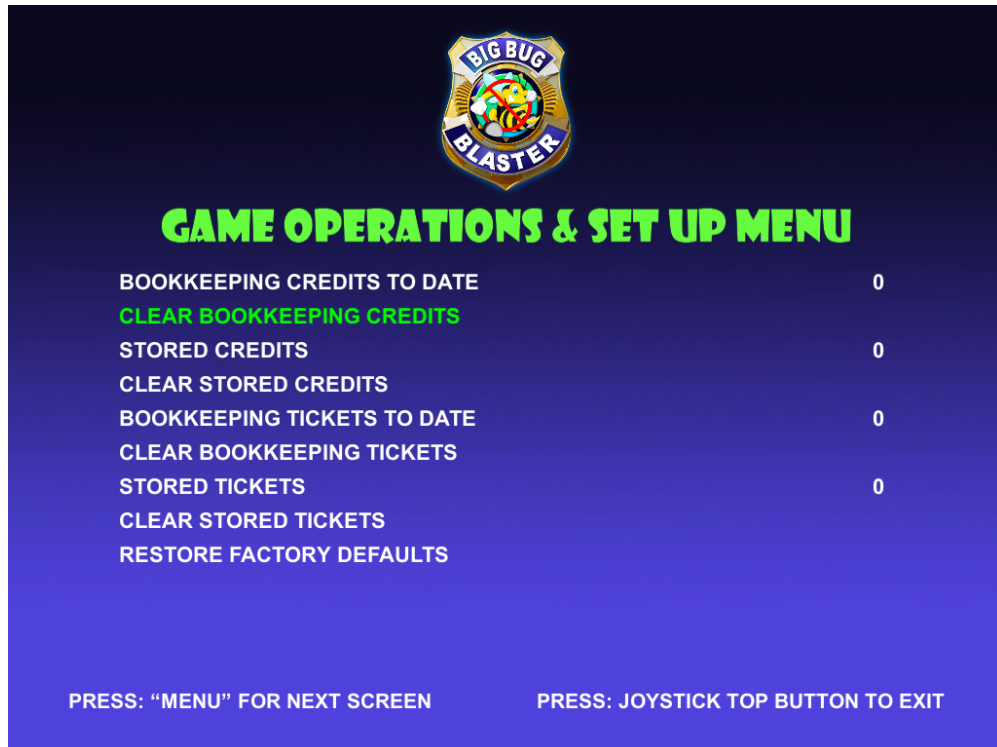 BIG BUG
BLASTER
GAME OPERATIONS & SET UP MENU
BOOKKEEPING CREDITS TO DATE 0
CLEAR BOOKKEEPING CREDITS
STORED CREDITS 0
CLEAR STORED CREDITS
BOOKKEEPING TICKETS TO DATE 0
CLEAR BOOKKEEPING TICKETS
STORED TICKETS 0
CLEAR STORED TICKETS
RESTORE FACTORY DEFAULTS
PRESS: “MENU” FOR NEXT SCREEN PRESS: JOYSTICK TOP BUTTON TO EXIT